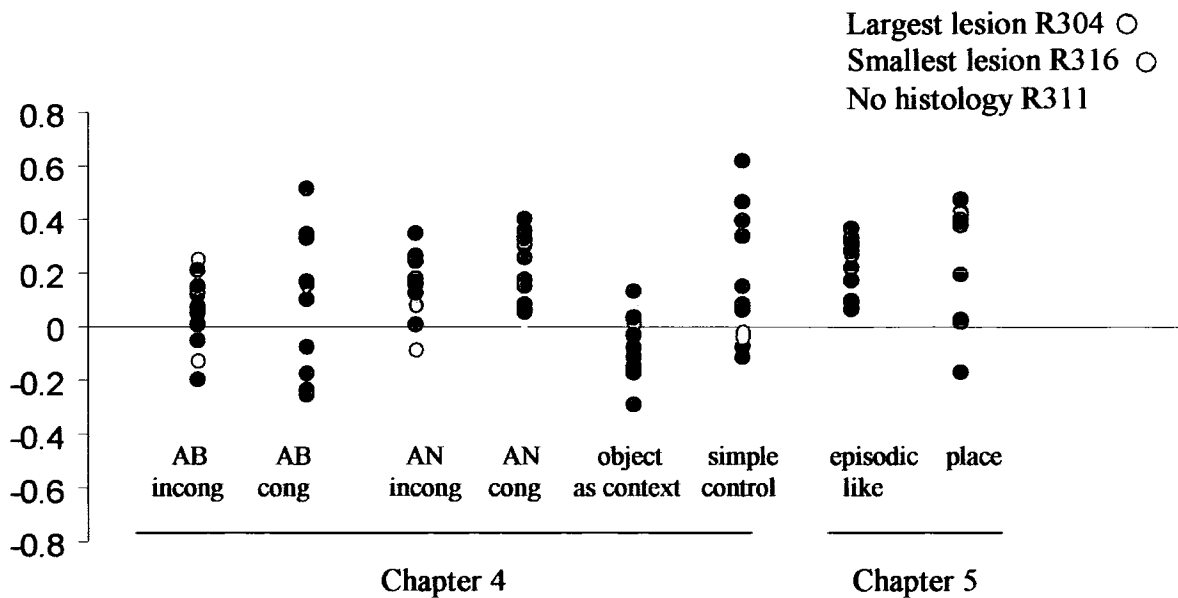 Largest lesion R304
Smallest lesion R316
No histology R311
0.8
0.6
0.4
0.2
0
-0.2
-0.4
-0.6
-0.8
AB incong
AB cong
AN incong
AN cong
object as context
simple control
episodic like
place
Chapter 4
Chapter 5